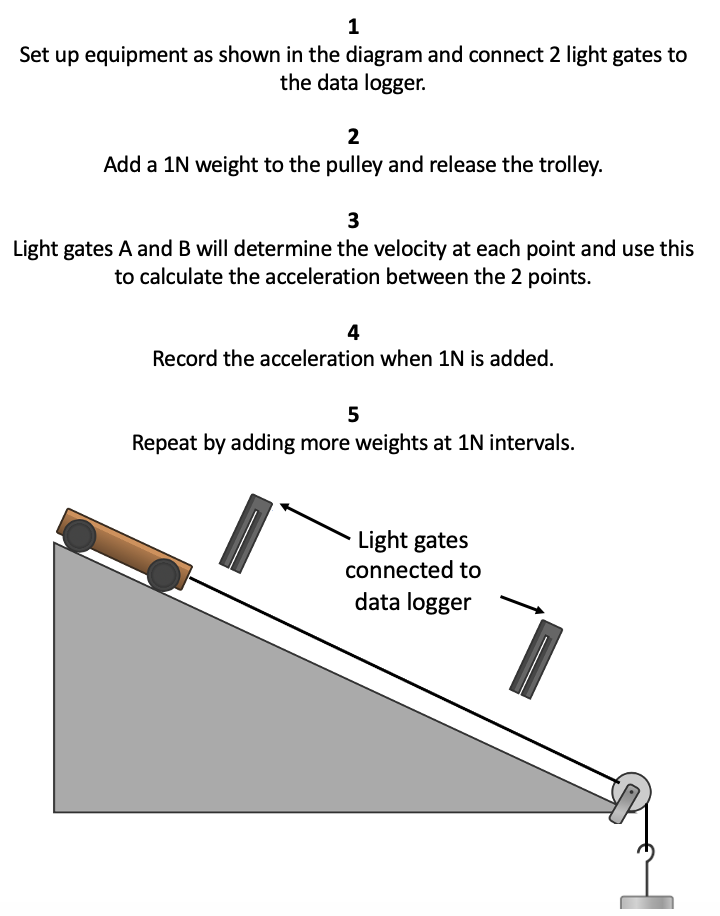 1
Set up equipment as shown in the diagram and connect 2 light gates to
the data logger.
2
Add a 1N weight to the pulley and release the trolley.
3
Light gates A and B will determine the velocity at each point and use this
to calculate the acceleration between the 2 points.
4
Record the acceleration when 1N is added.
5
Repeat by adding more weights at 1N intervals.
Light gates
connected to
data logger